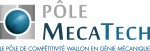 PÔLE
MECATECH
LE PÔLE DE COMPÉTITIVITÉ WALLON EN GÉNIE MÉCANIQUE